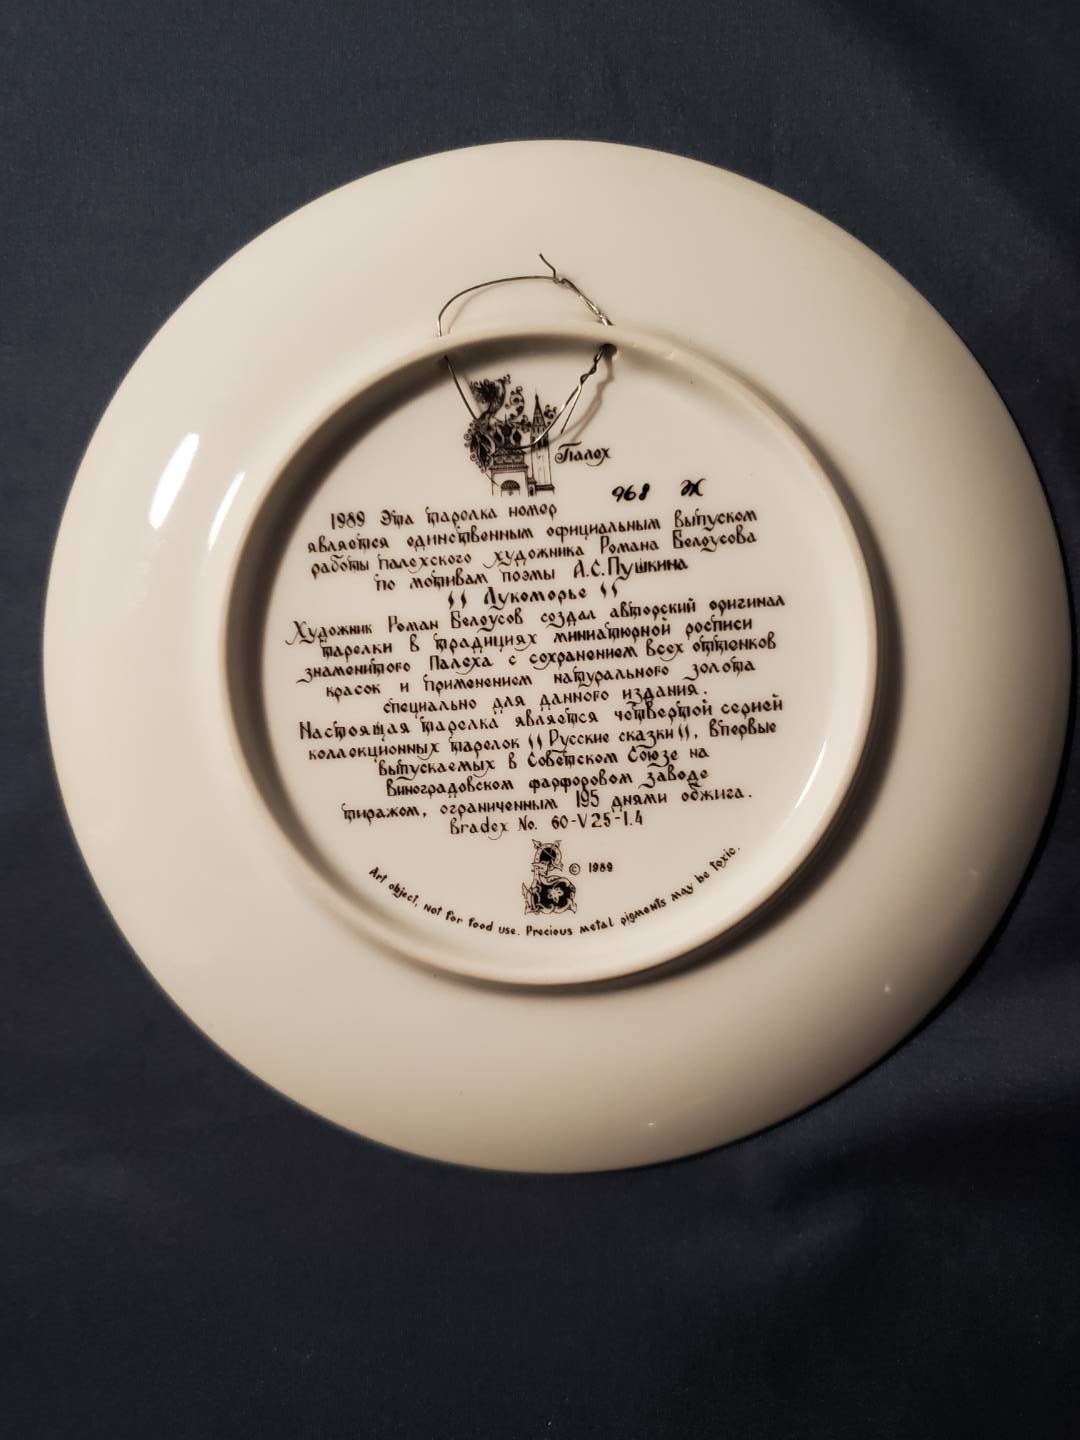 Палех
968 Ж
1989 Эта тарелка номер
является единственным официальным выпуском
работы палехского художника Романа Белоусова
по мотивам поэмы А.С.Пушкина
"Лукоморье"
Художник Роман Белоусов создал авторский оригинал
тарелки в традициях миниатюрной росписи
знаменитого Палеха с сохранением всех оттенков
красок и применением натурального золота
специально для данного издания.
Настоящая тарелка является четвертой серией
коллекционных тарелок "Русские сказки", впервые
выпускаемых в Советском Союзе на
Виноградовском фарфоровом заводе
тиражом, ограниченным 195 днями обжига.
Bradex No. 60-V25-1.4
© 1989
Art object, not for food use. Precious metal pigments may be toxic.